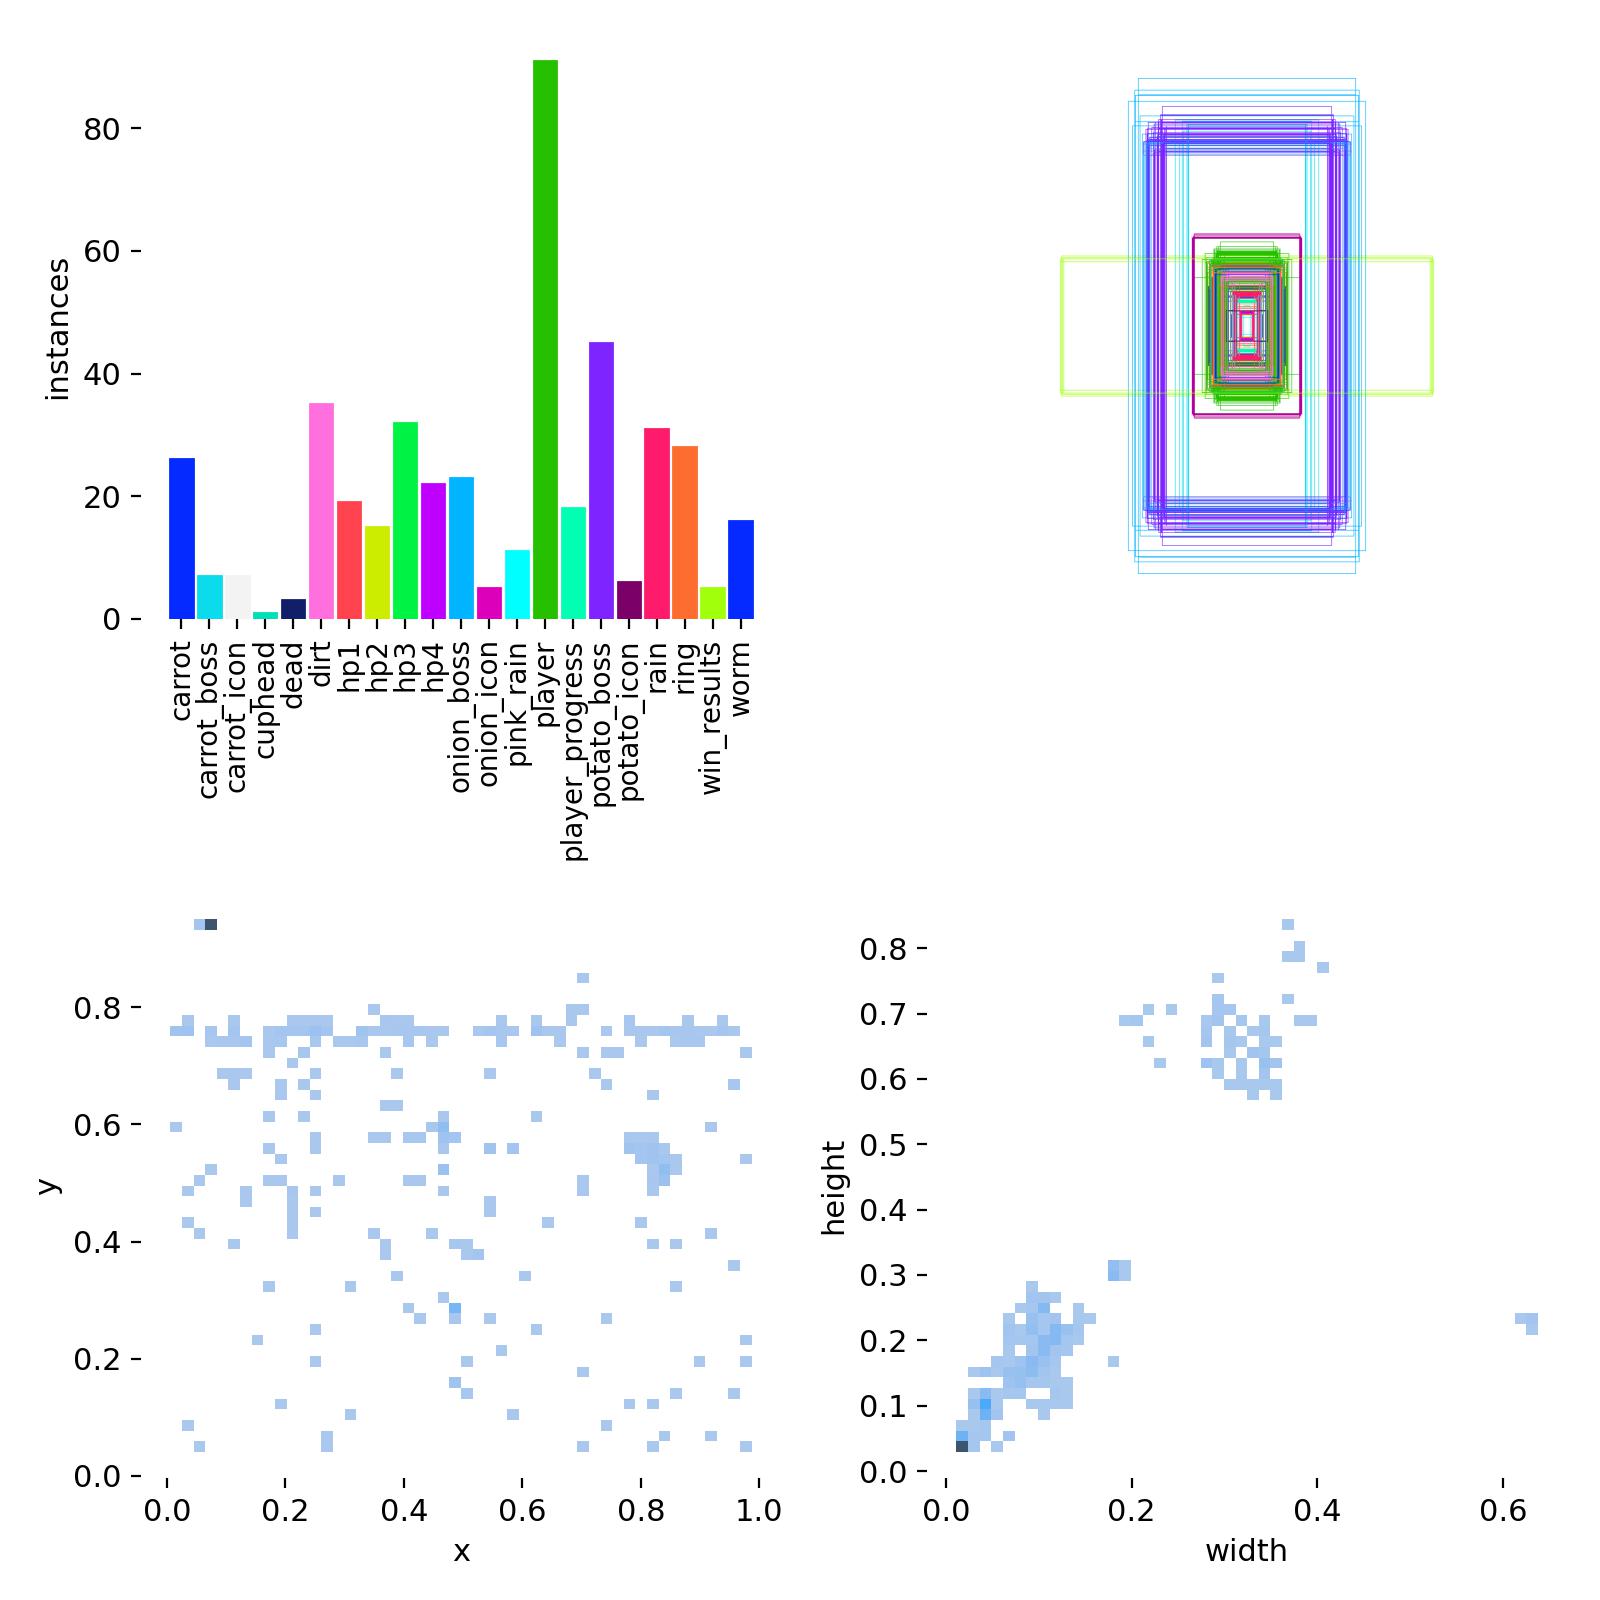 instances
80
60
40
20
0
carrot
carrot_boss
carrot_icon
cuphead
dead
dirt
hp1
hp2
hp3
hp4
onion_boss
onion_icon
pink_rain
player
player_progress
potato_boss
potato_icon
rain
ring
win_results
worm
y
0.8
0.6
0.4
0.2
0.0
0.0 0.2 0.4 0.6 0.8 1.0
x
height
0.8
0.7
0.6
0.5
0.4
0.3
0.2
0.1
0.0
0.0 0.2 0.4 0.6
width